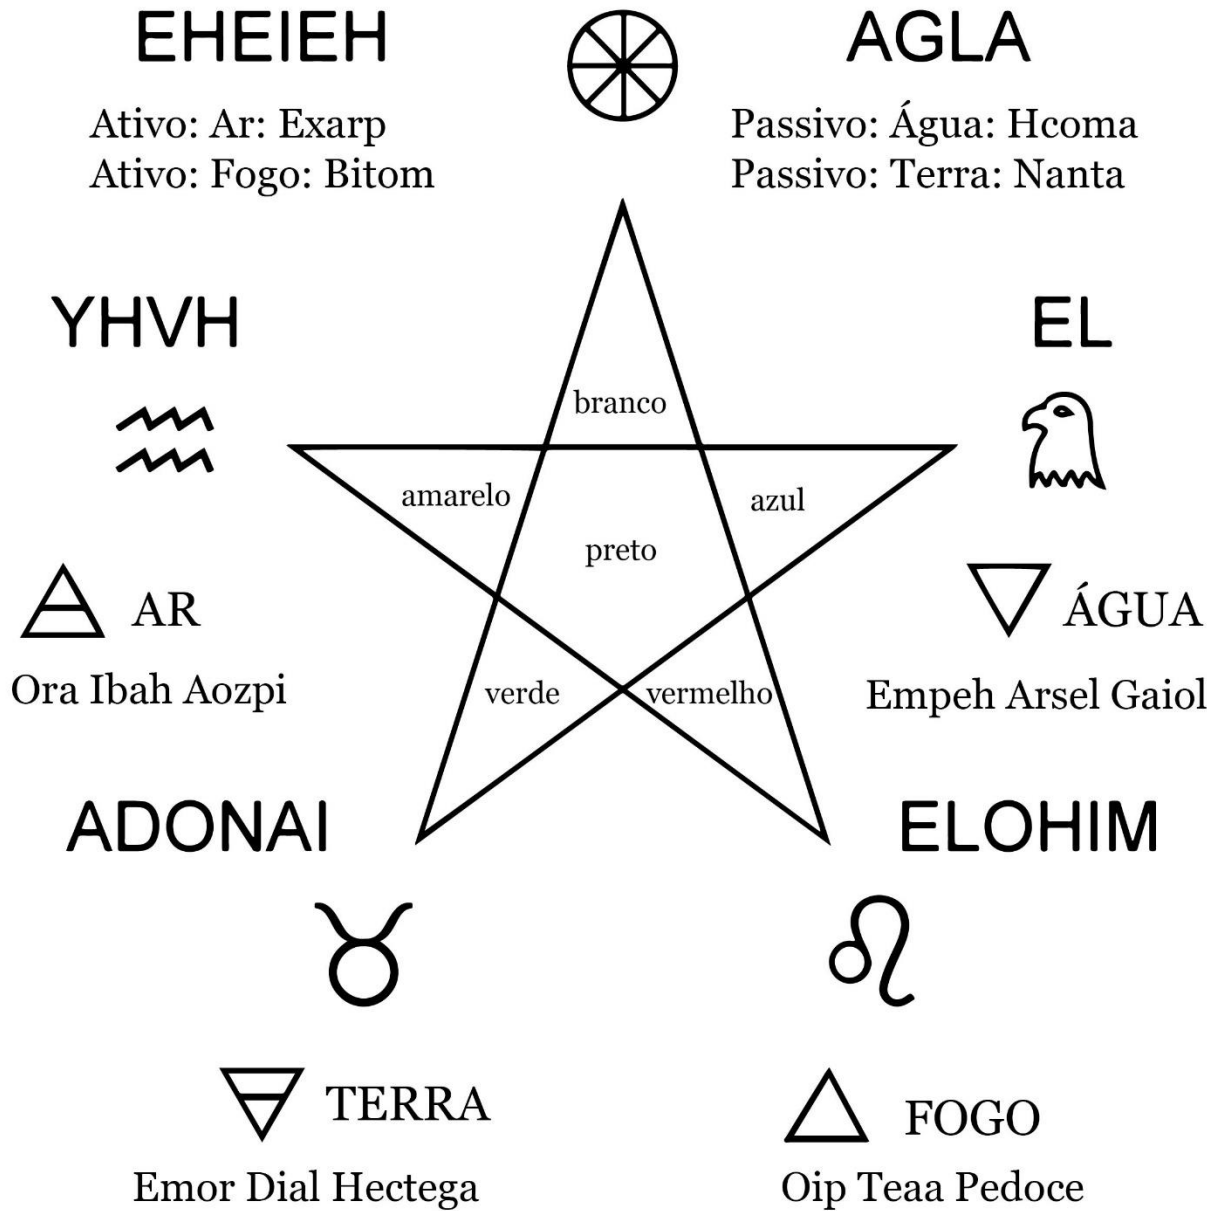 EHEIEH
Ativo: Ar: Exarp
Ativo: Fogo: Bitom
AGLA
Passivo: Água: Hcoma
Passivo: Terra: Nanta
YHVH
EL
branco
amarelo
azul
preto
AR
Ora Ibah Aozpi
ÁGUA
Empeh Arsel Gaiol
verde
vermelho
ADONAI
ELOHIM
TERRA
Emor Dial Hectega
FOGO
Oip Teaa Pedoce